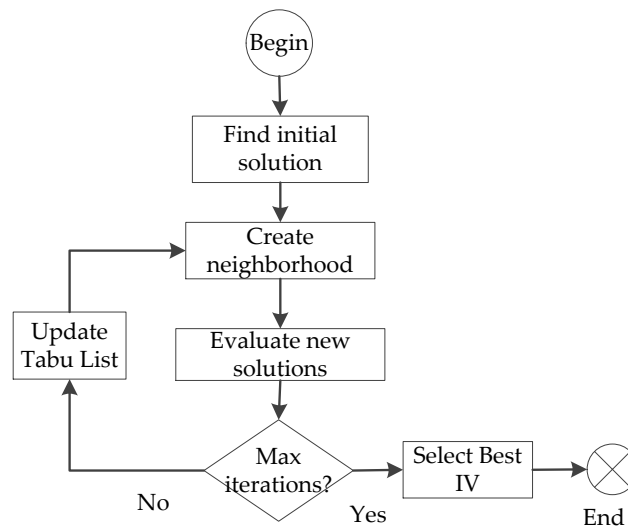 Begin
Find initial
solution
Create
neighborhood
Update
Tabu List
Evaluate new
solutions
Max
iterations?
Select Best
IV
No
Yes
End